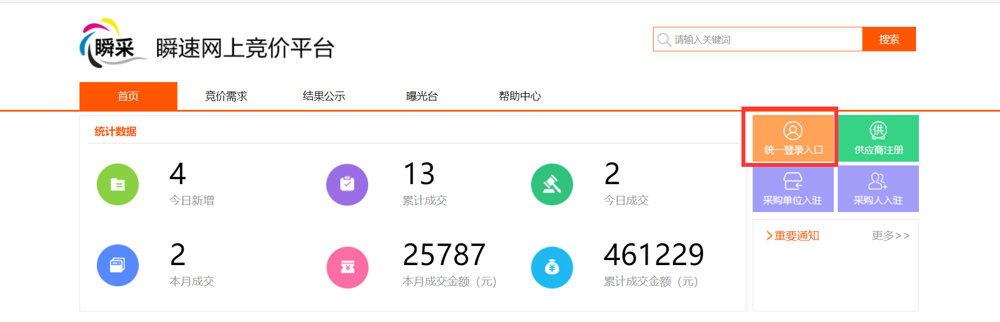 瞬采
瞬速网上竞价平台
请输入关键词
搜索
首页
竞价需求
结果公示
曝光台
帮助中心
统计数据
4
今日新增
13
累计成交
2
今日成交
2
本月成交
25787
本月成交金额（元）
461229
累计成交金额（元）
统一登录入口
供
供应商注册
采购单位入驻
采购人入驻
重要通知
更多>>